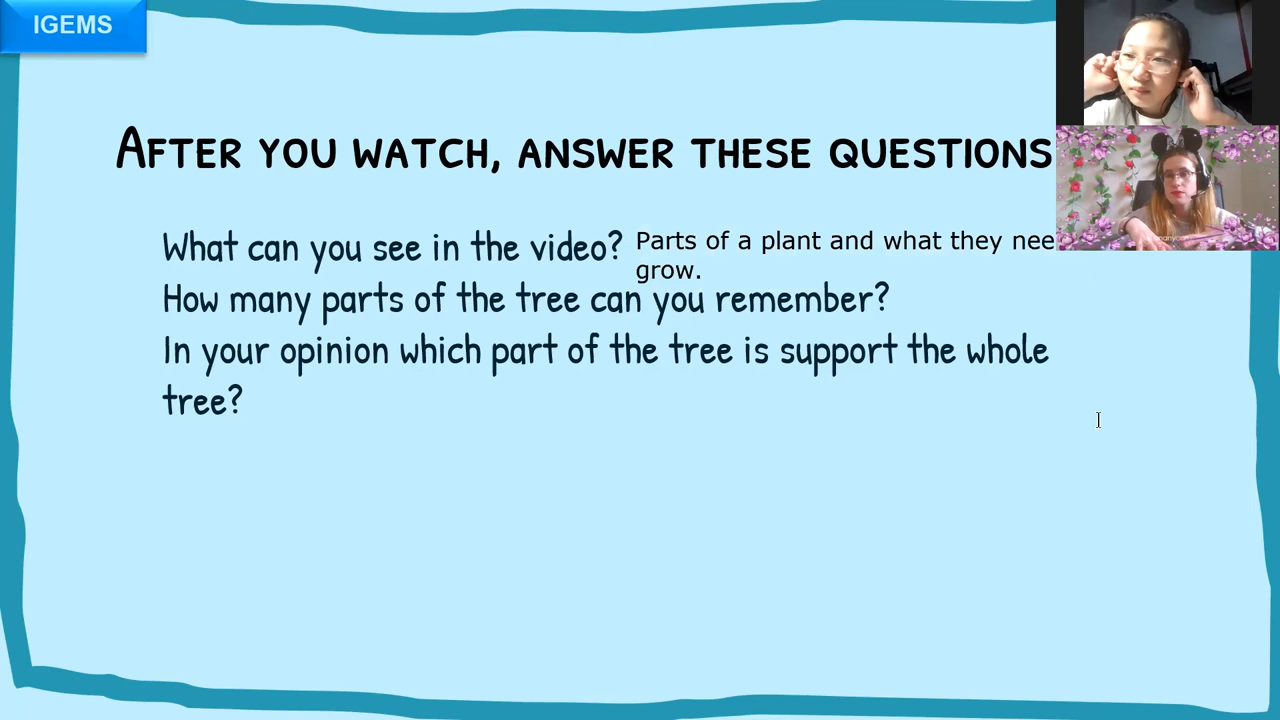 IGEMS
AFTER YOU WATCH, ANSWER THESE QUESTIONS
What can you see in the video? Parts of a plant and what they nee
grow.
How many parts of the tree can you remember?
In your opinion which part of the tree is support the whole
tree?